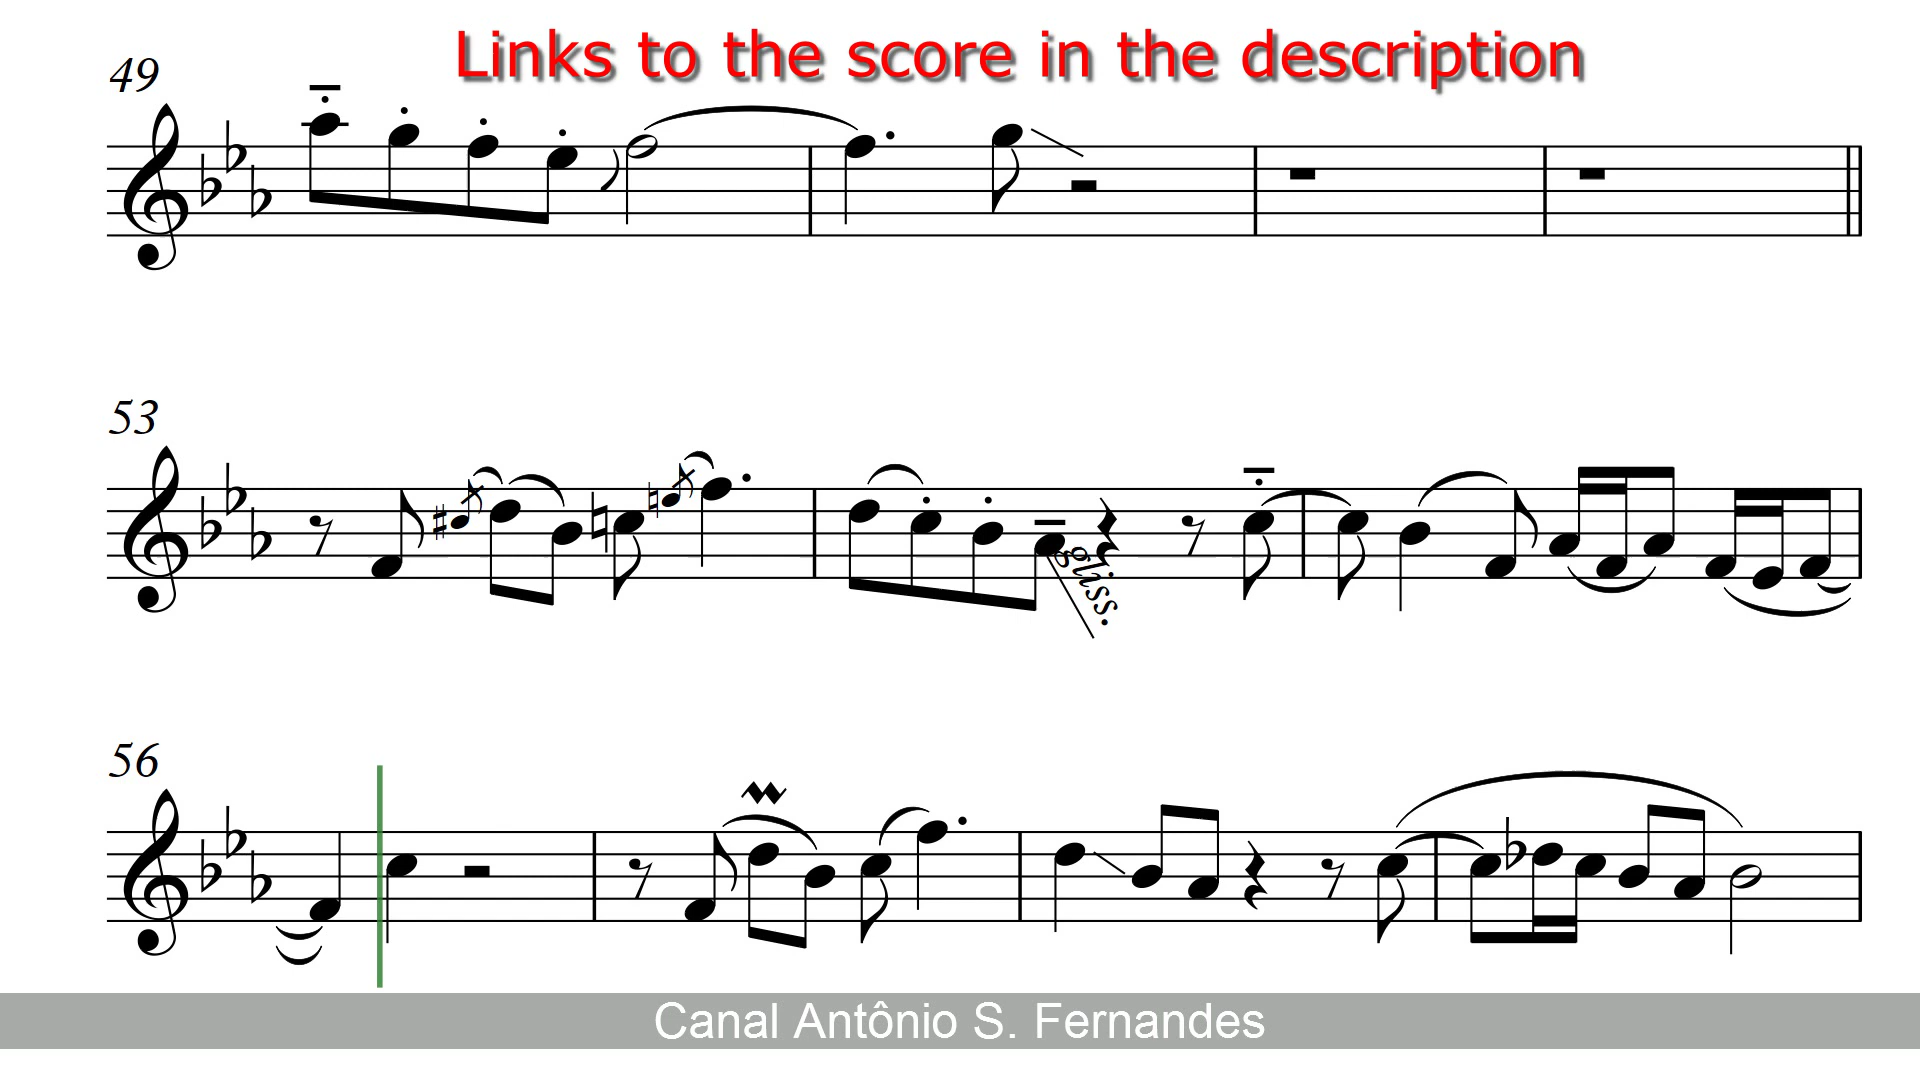 Links to the score in the description
49
53
gliss.
56
Canal Antônio S. Fernandes